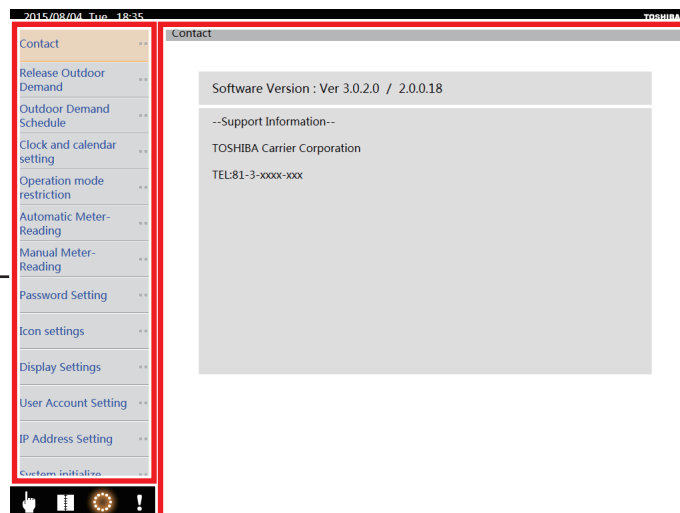 2015/08/04 Tue 18:35
TOSHIBA
Contact
Release Outdoor
Demand
Outdoor Demand
Schedule
Clock and calendar
setting
Operation mode
restriction
Automatic Meter-
Reading
Manual Meter-
Reading
Password Setting
Icon settings
Display Settings
User Account Setting
IP Address Setting
System initialize
Contact
Software Version : Ver 3.0.2.0 / 2.0.0.18
--Support Information--
TOSHIBA Carrier Corporation
TEL:81-3-xxxx-xxx